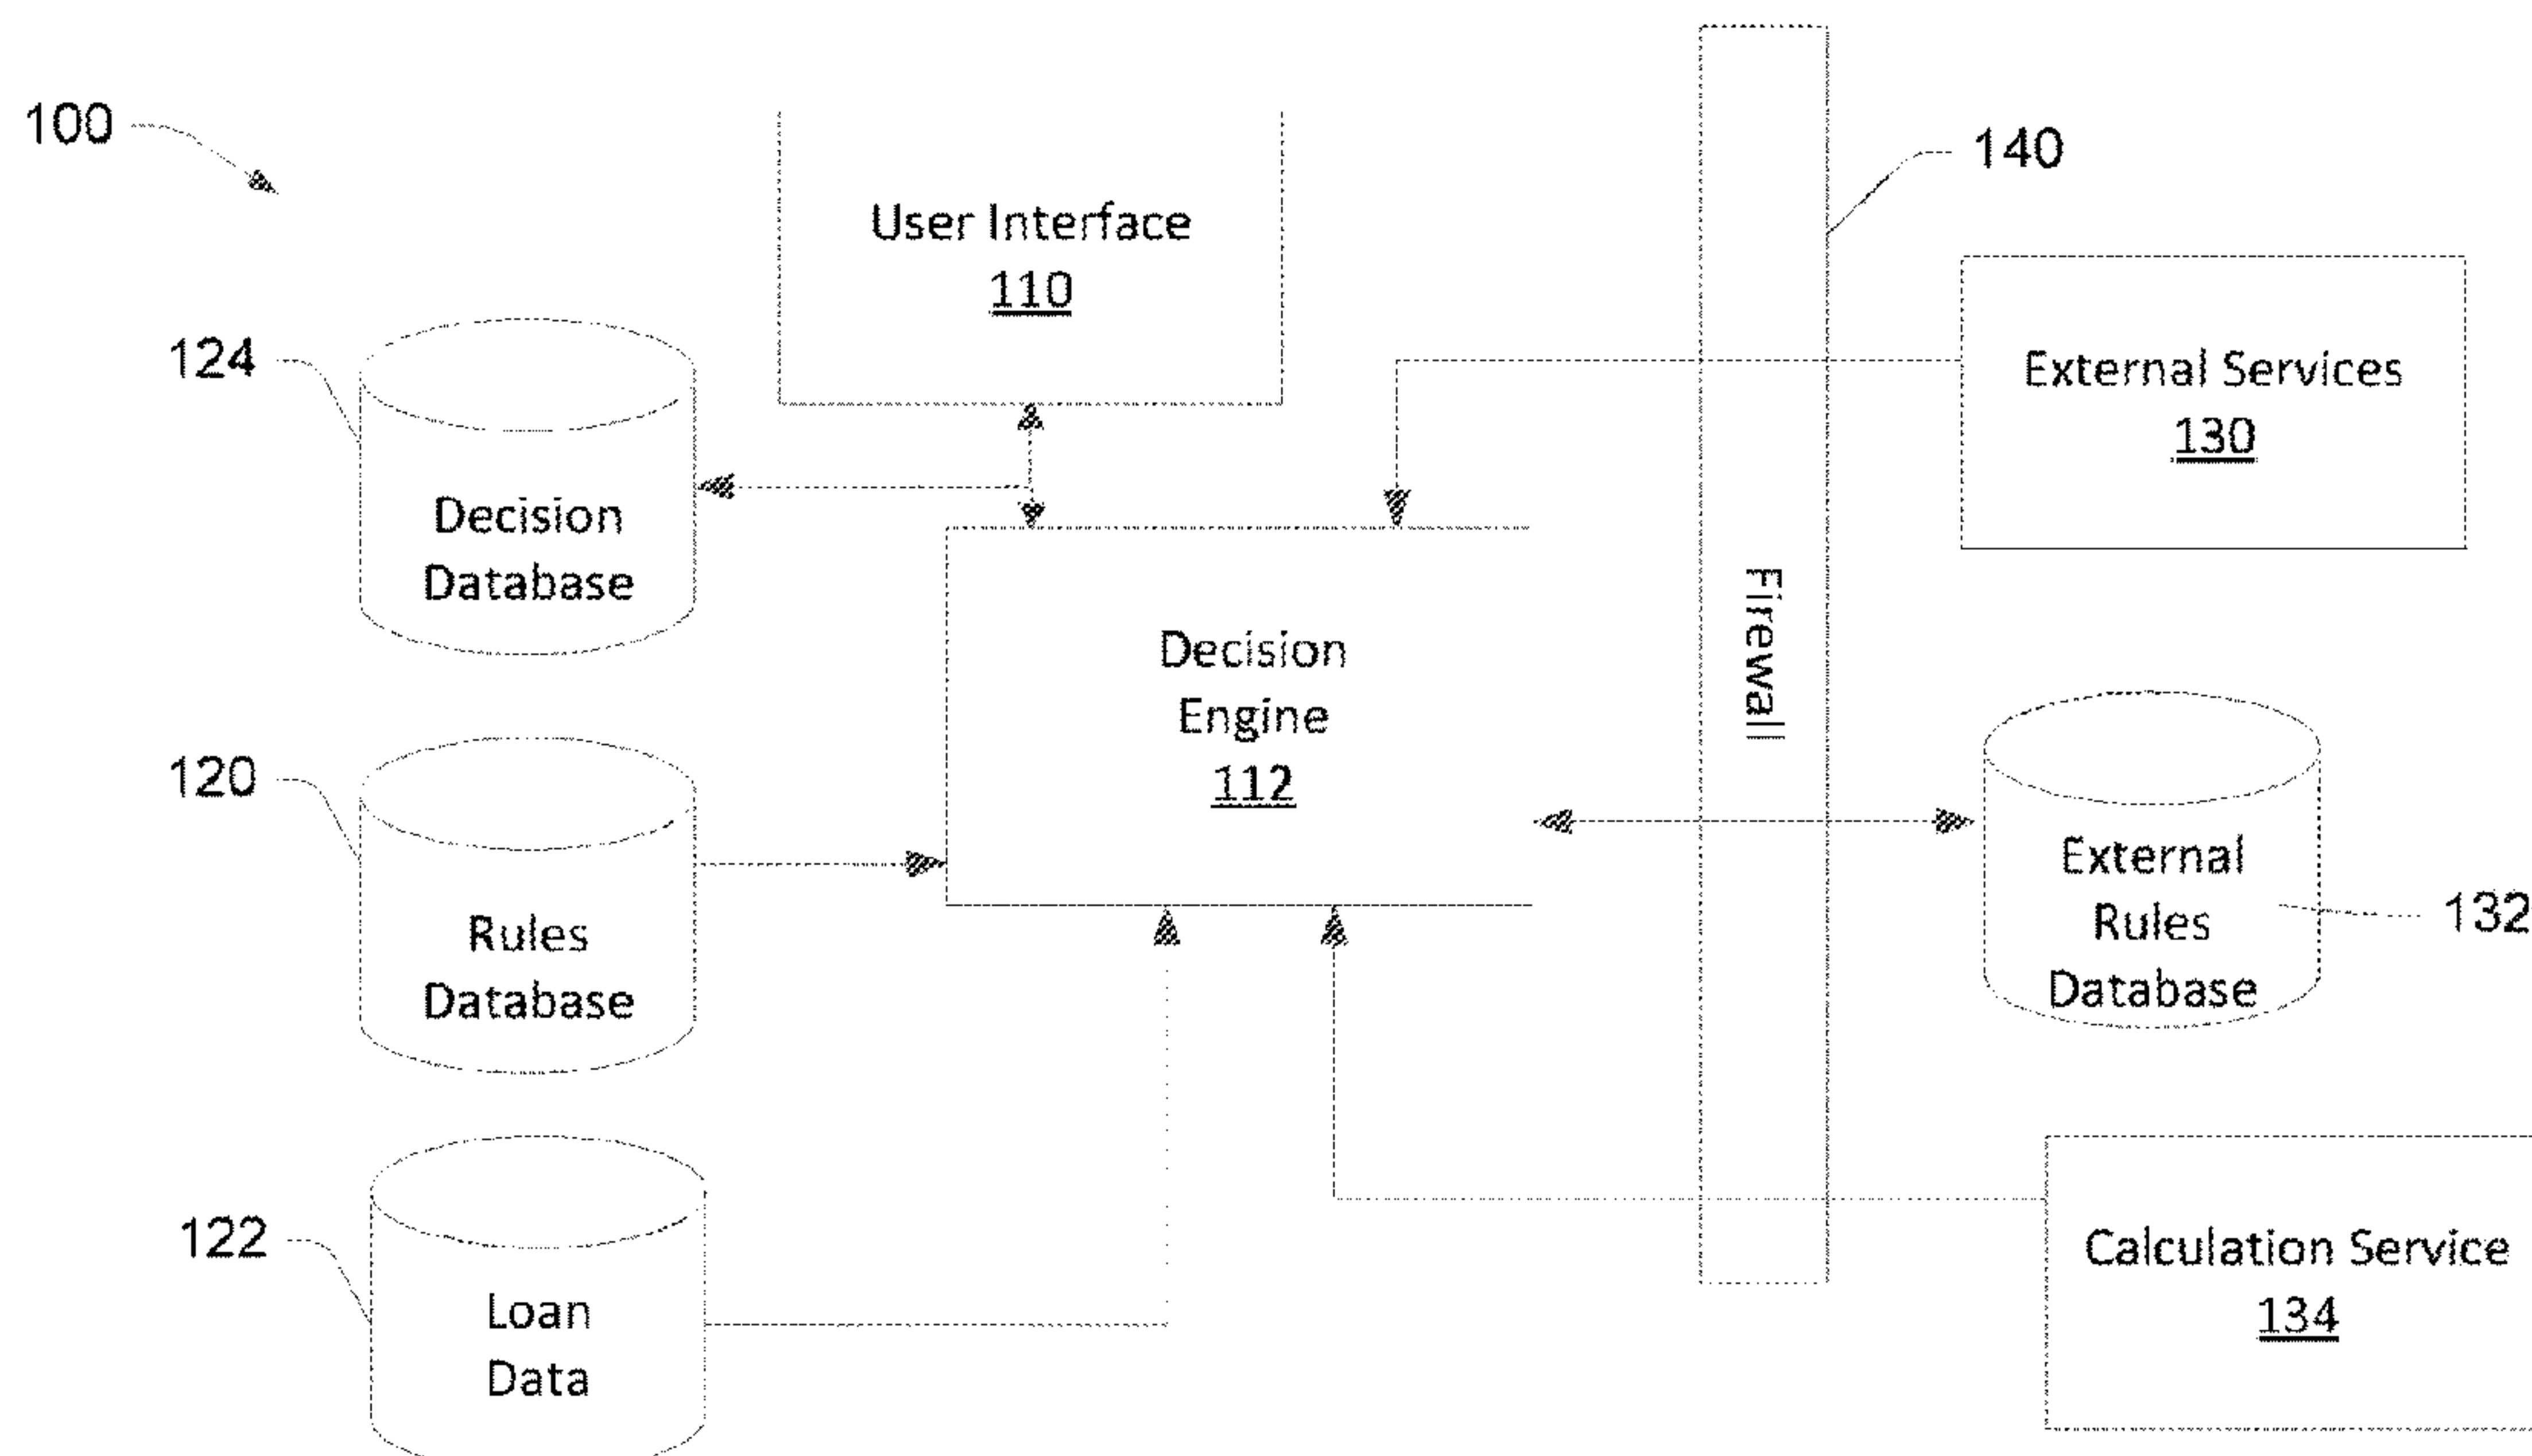 100
User Interface
110
140
124
External Services
130
Decision
Database
Decision
Engine
112
Firewall
120
External
Rules
Database
132
Rules
Database
122
Loan
Data
Calculation Service
134